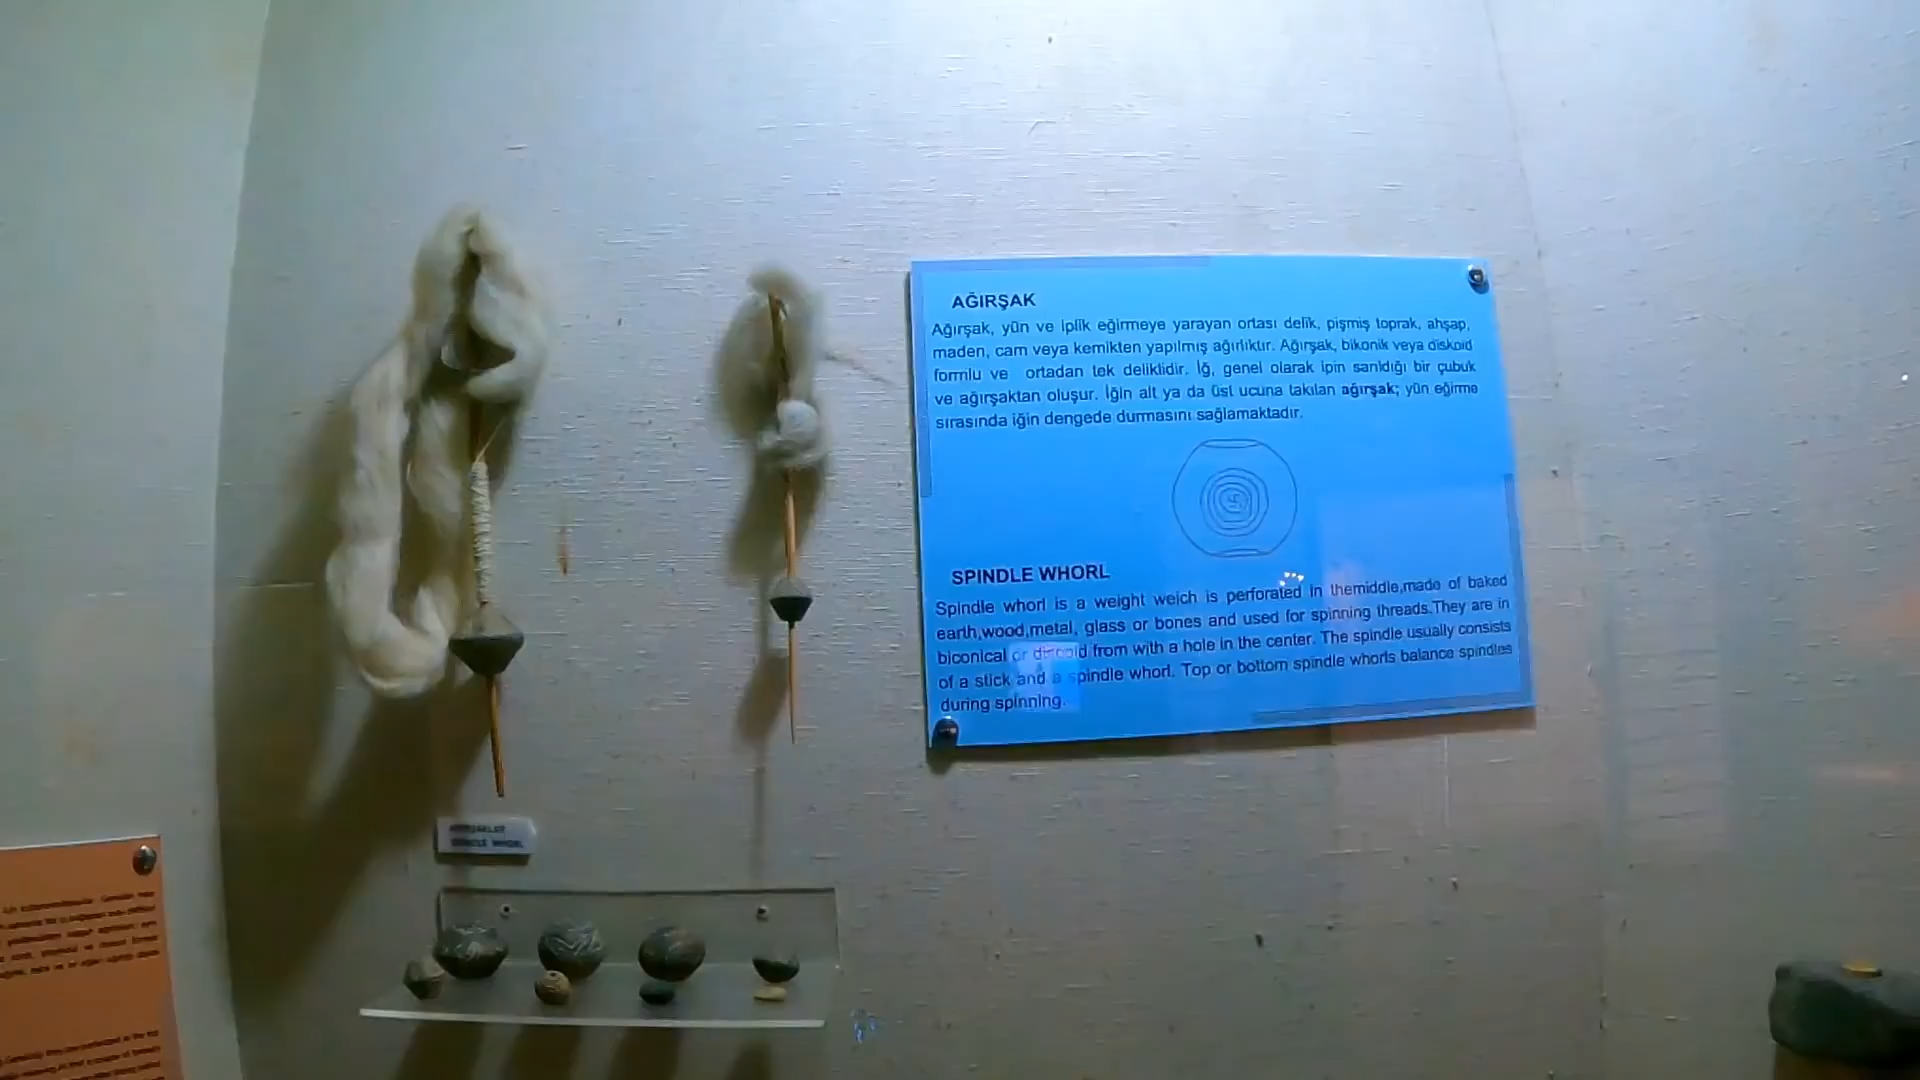 AĞIRŞAK
Ağırşak, yün ve iplik eğirmeye yarayan ortası delik, pişmiş toprak, ahşap,
maden, cam veya kemikten yapılmış ağırlıktır. Ağırşak, bikonik veya diskoid
formlu ve ortadan tek deliklidir. İğ, genel olarak ipin sarıldığı bir çubuk
ve ağırşaktan oluşur. İğin alt ya da üst ucuna takılan ağırşak; yün eğirme
sırasında iğin dengede durmasını sağlamaktadır.
SPINDLE WHORL
Spindle whorl is a weight weich is perforated in themiddle,made of baked
earth,wood,metal, glass or bones and used for spinning threads.They are in
biconical or discoid from with a hole in the center. The spindle usually consists
of a stick and a spindle whorl. Top or bottom spindle whorls balance spindles
during spinning.
AĞIRŞAKLAR
SPINDLE WHORL